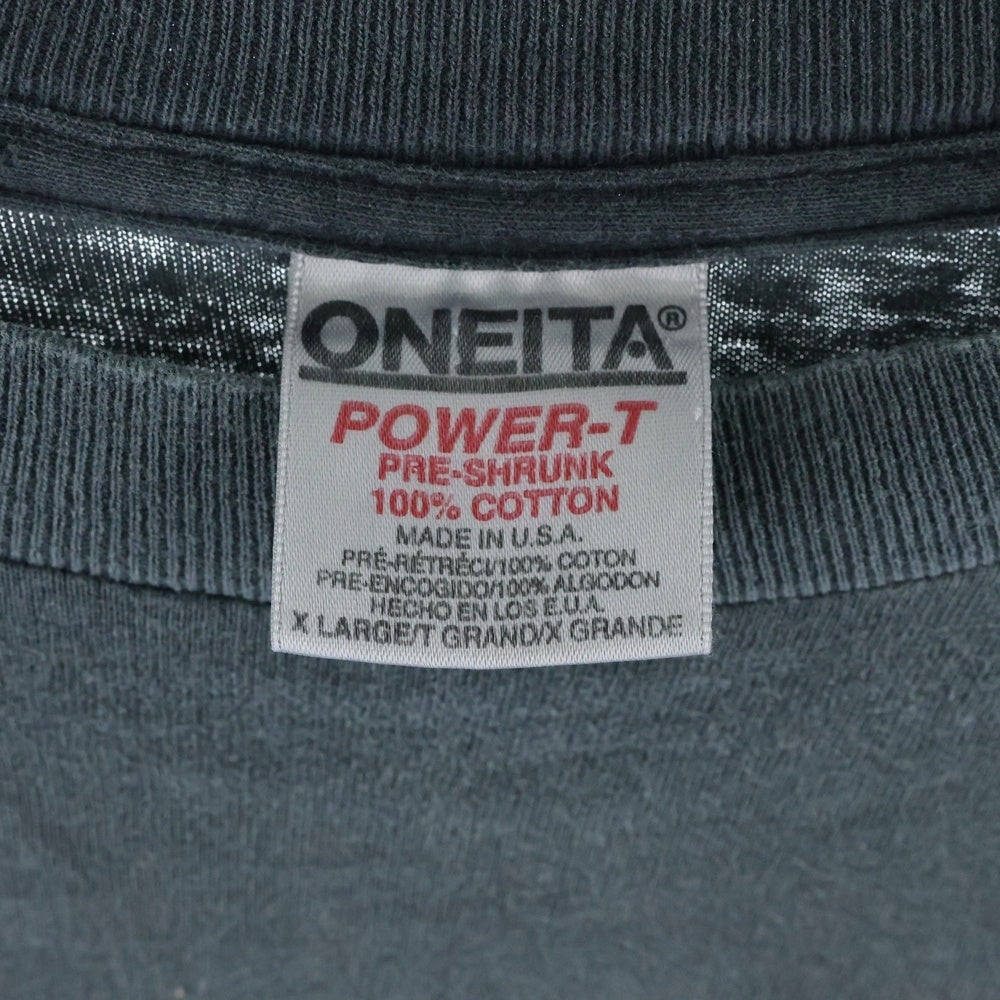 ONEITA®
POWER-T
PRE-SHRUNK
100% COTTON
MADE IN U.S.A.
PRÉ-RÉTRÉCI/100% COTON
PRE-ENCOGIDO/100% ALGODON
HECHO EN LOS E.U.A.
X LARGE/T GRAND/X GRANDE